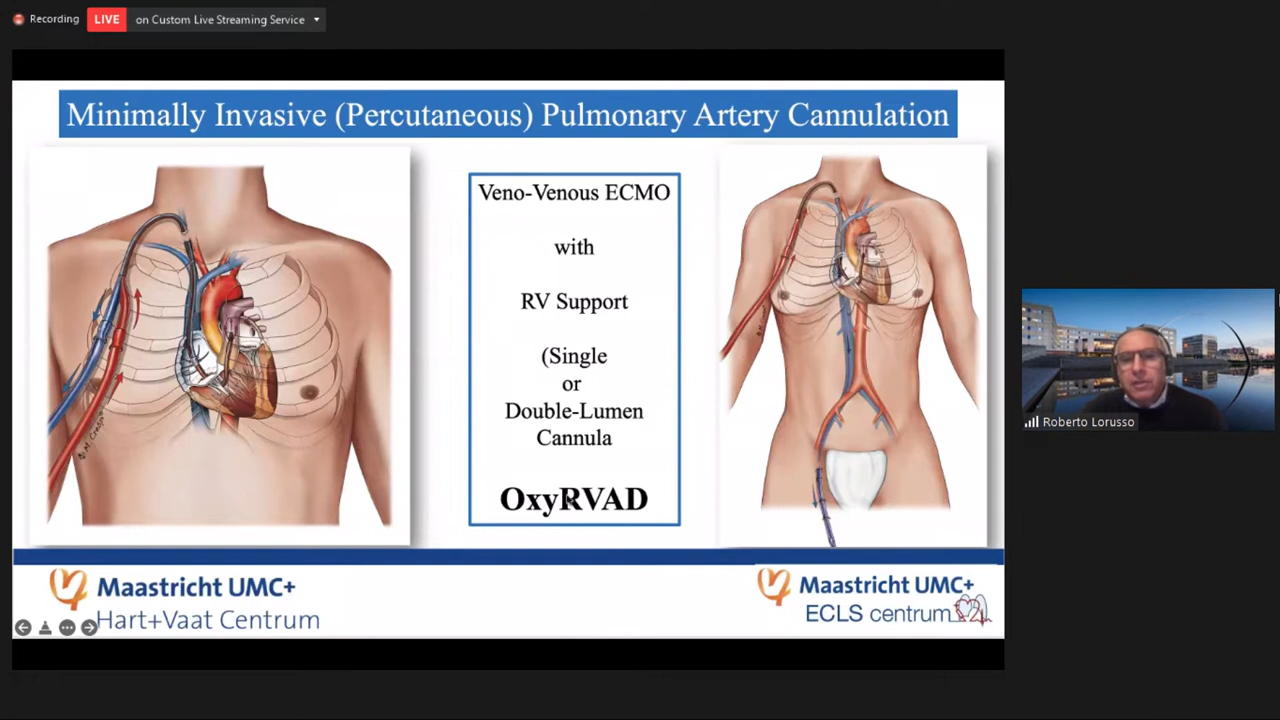 Recording
LIVE on Custom Live Streaming Service
Minimally Invasive (Percutaneous) Pulmonary Artery Cannulation
Veno-Venous ECMO
with
RV Support
(Single
or
Double-Lumen
Cannula
OxyRVAD
Maastricht UMC+
Hart+Vaat Centrum
Maastricht UMC+
ECLS centrum
Roberto Lorusso